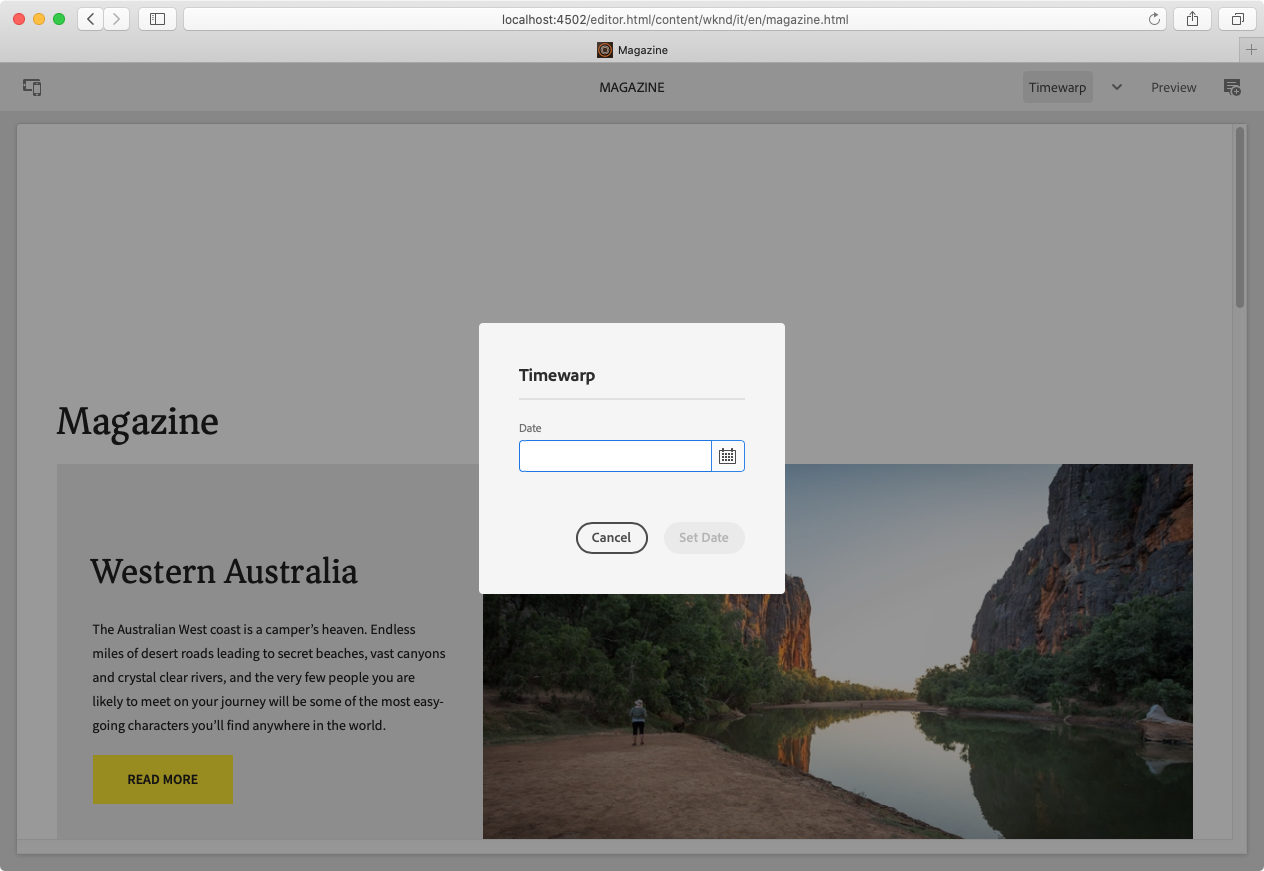 localhost:4502/editor.html/content/wknd/it/en/magazine.html
Magazine
MAGAZINE
Timewarp
Preview
Timewarp
Date
Cancel
Set Date
Magazine
Western Australia
The Australian West coast is a camper’s heaven. Endless
miles of desert roads leading to secret beaches, vast canyons
and crystal clear rivers, and the very few people you are
likely to meet on your journey will be some of the most easy-
going characters you’ll find anywhere in the world.
READ MORE